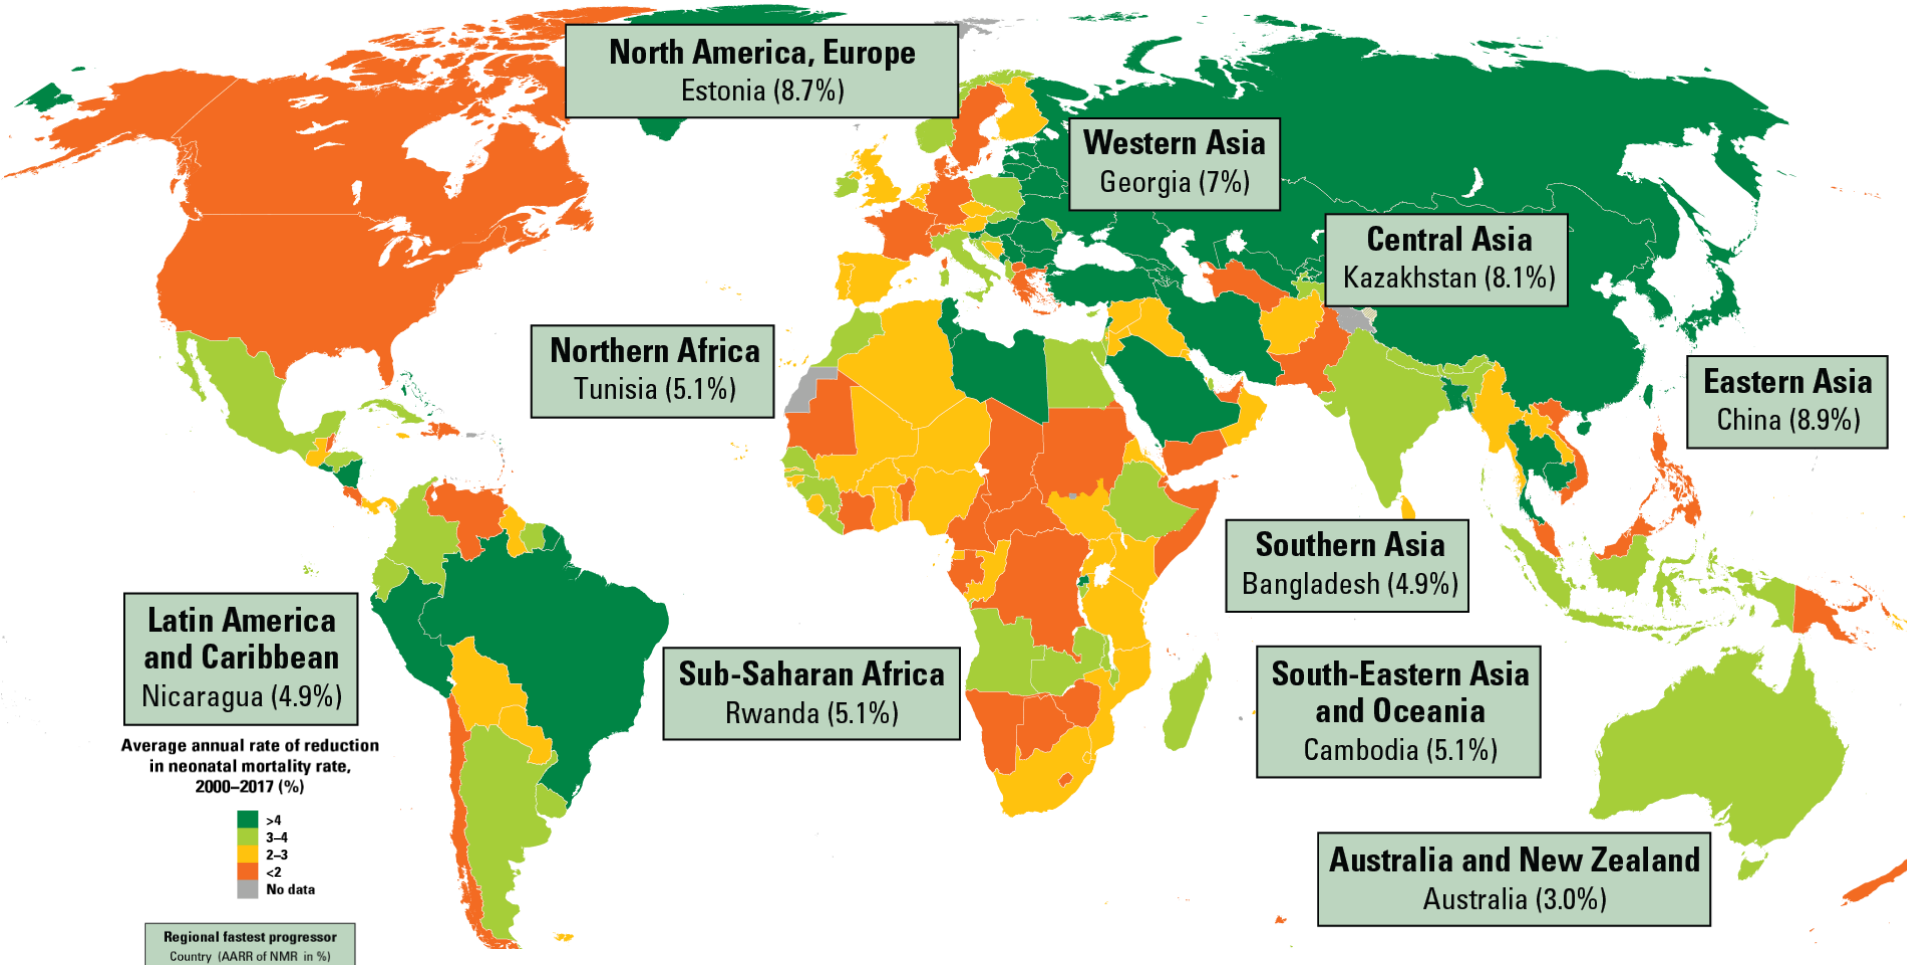 North America, Europe
Estonia (8.7%)
Western Asia
Georgia (7%)
Central Asia
Kazakhstan (8.1%)
Northern Africa
Tunisia (5.1%)
Eastern Asia
China (8.9%)
Southern Asia
Bangladesh (4.9%)
Latin America
and Caribbean
Nicaragua (4.9%)
Sub-Saharan Africa
Rwanda (5.1%)
South-Eastern Asia
and Oceania
Cambodia (5.1%)
Australia and New Zealand
Australia (3.0%)
Average annual rate of reduction
in neonatal mortality rate,
2000–2017 (%)
>4
3–4
2–3
<2
No data
Regional fastest progressor
Country (AARR of NMR in %)